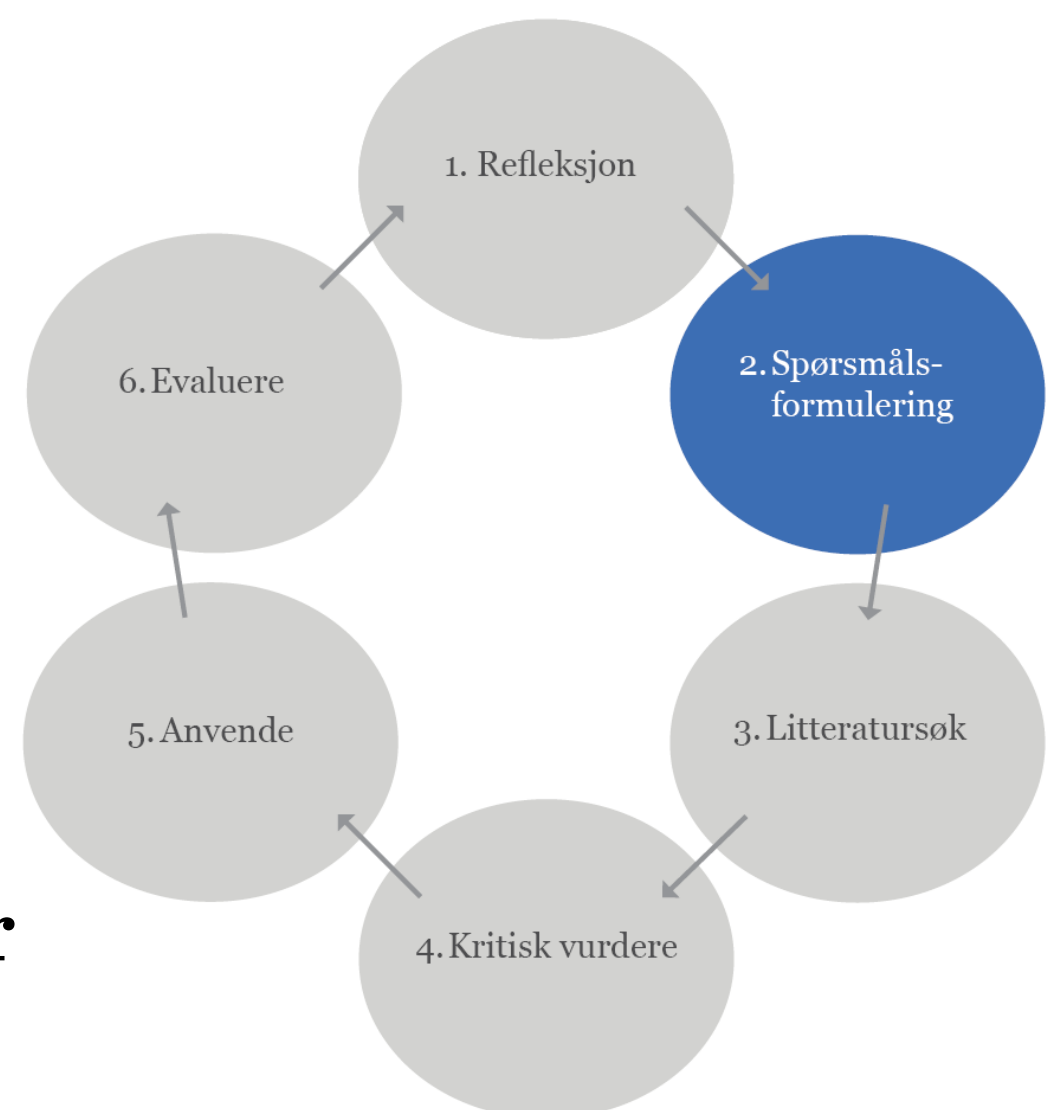 1. Refleksjon
2. Spørsmåls-
formulering
3. Litteratursøk
4. Kritisk vurdere
5. Anvende
6. Evaluere
r